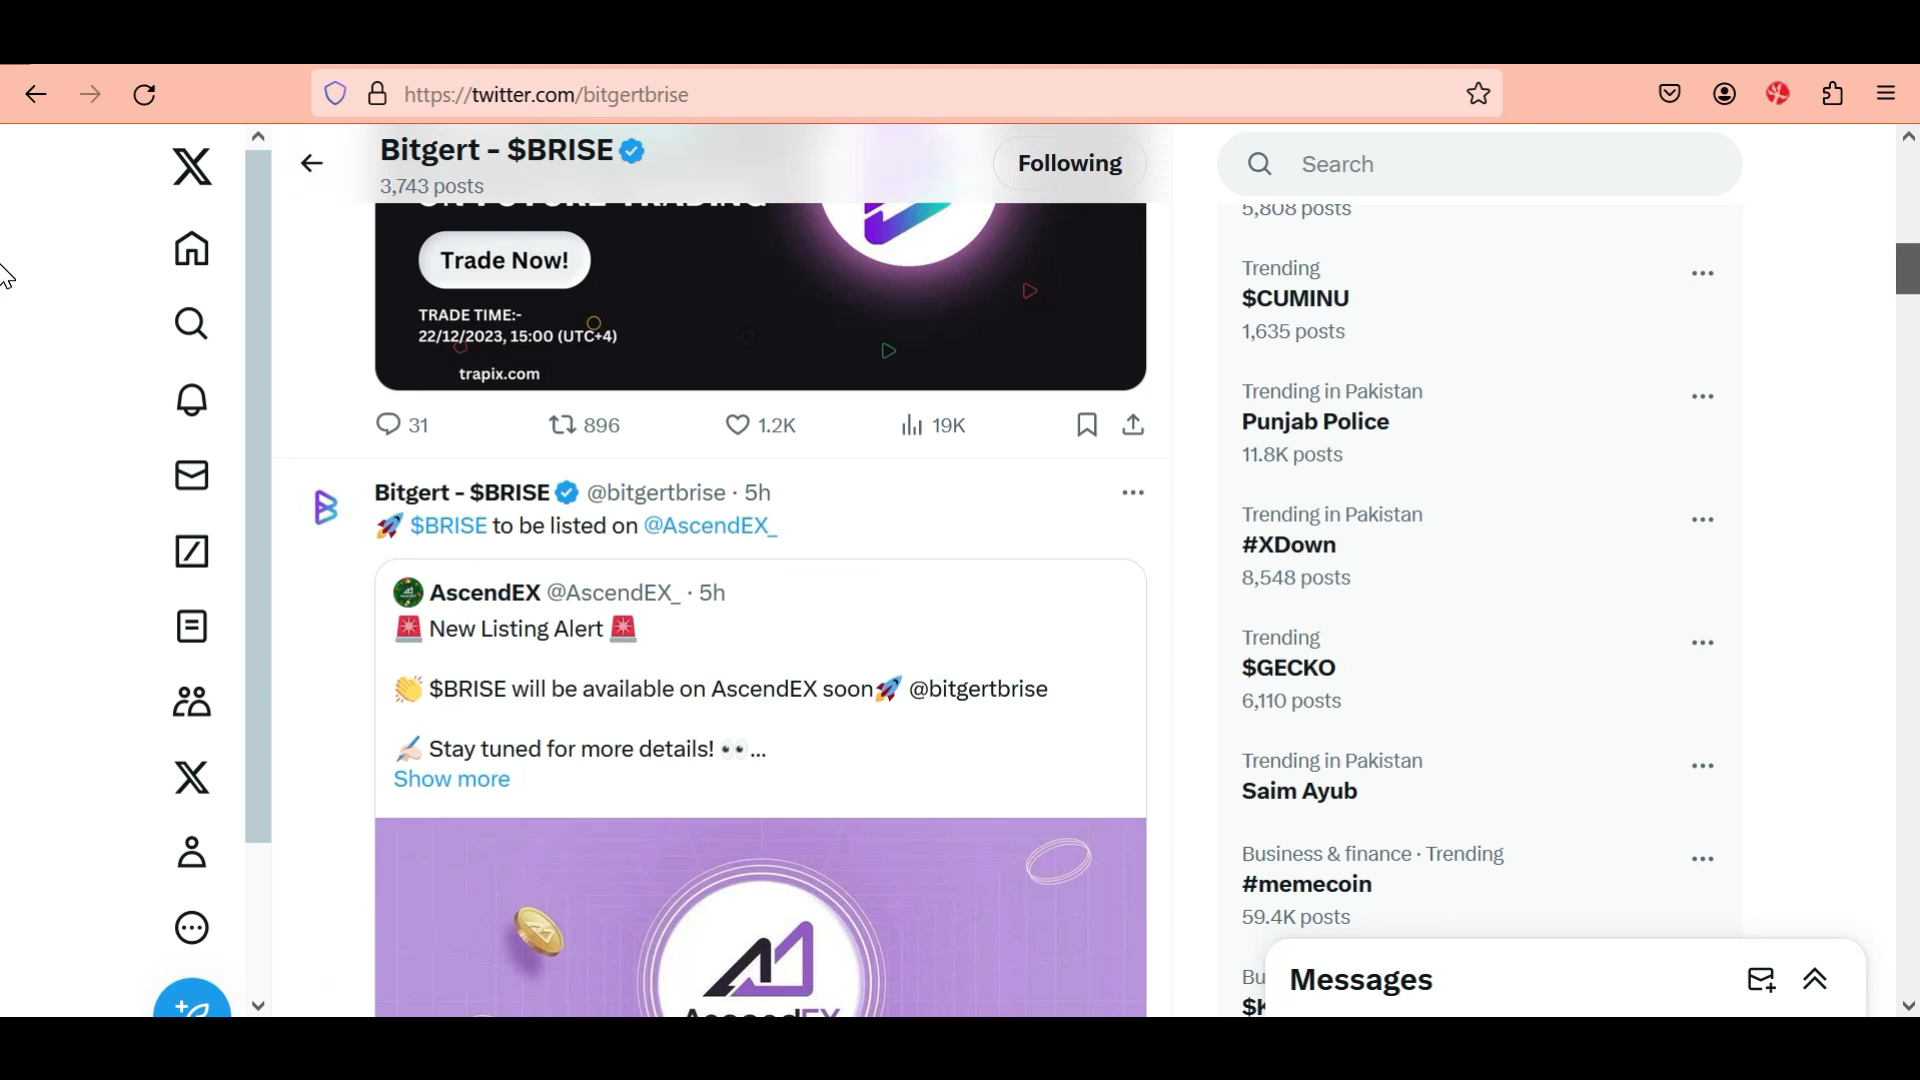 https://twitter.com/bitgertbrise
Bitgert - $BRISE
3,743 posts
Following
ON FUTURE TRADING
Trade Now!
TRADE TIME:-
22/12/2023, 15:00 (UTC+4)
trapix.com
31
896
1.2K
19K
Bitgert - $BRISE @bitgertbrise · 5h
🚀 $BRISE to be listed on @AscendEX_
AscendEX @AscendEX_ · 5h
🚨 New Listing Alert 🚨
👏 $BRISE will be available on AscendEX soon🚀 @bitgertbrise
✍🏻 Stay tuned for more details! 👀...
Show more
AscendEX
Search
5,808 posts
Trending
$CUMINU
1,635 posts
Trending in Pakistan
Punjab Police
11.8K posts
Trending in Pakistan
#XDown
8,548 posts
Trending
$GECKO
6,110 posts
Trending in Pakistan
Saim Ayub
Business & finance · Trending
#memecoin
59.4K posts
Messages